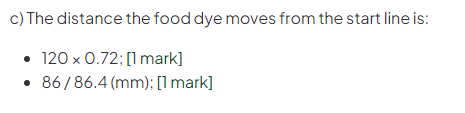 c) The distance the food dye moves from the start line is:
• 120 × 0.72; [1 mark]
• 86 / 86.4 (mm); [1 mark]